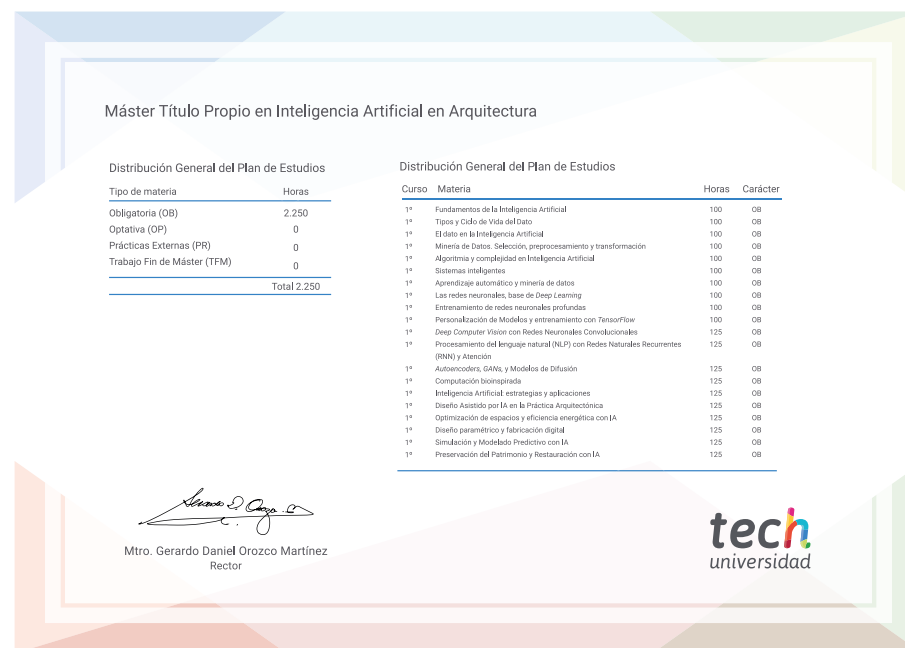 Máster Título Propio en Inteligencia Artificial en Arquitectura
Distribución General del Plan de Estudios
Tipo de materia Horas
Obligatoria (OB) 2.250
Optativa (OP) 0
Prácticas Externas (PR) 0
Trabajo Fin de Máster (TFM) 0
Total 2.250
Distribución General del Plan de Estudios
Curso Materia Horas Carácter
1º Fundamentos de la Inteligencia Artificial 100 OB
1º Tipos y Ciclo de Vida del Dato 100 OB
1º El dato en la Inteligencia Artificial 100 OB
1º Minería de Datos. Selección, preprocesamiento y transformación 100 OB
1º Algoritmia y complejidad en Inteligencia Artificial 100 OB
1º Sistemas inteligentes 100 OB
1º Aprendizaje automático y minería de datos 100 OB
1º Las redes neuronales, base de Deep Learning 100 OB
1º Entrenamiento de redes neuronales profundas 100 OB
1º Personalización de Modelos y entrenamiento con TensorFlow 100 OB
1º Deep Computer Vision con Redes Neuronales Convolucionales 125 OB
1º Procesamiento del lenguaje natural (NLP) con Redes Naturales Recurrentes 125 OB
(RNN) y Atención
1º Autoencoders, GANs, y Modelos de Difusión 125 OB
1º Computación bioinspirada 125 OB
1º Inteligencia Artificial: estrategias y aplicaciones 125 OB
1º Diseño Asistido por IA en la Práctica Arquitectónica 125 OB
1º Optimización de espacios y eficiencia energética con IA 125 OB
1º Diseño paramétrico y fabricación digital 125 OB
1º Simulación y Modelado Predictivo con IA 125 OB
1º Preservación del Patrimonio y Restauración con IA 125 OB
Mtro. Gerardo Daniel Orozco Martínez
Rector
tech
universidad